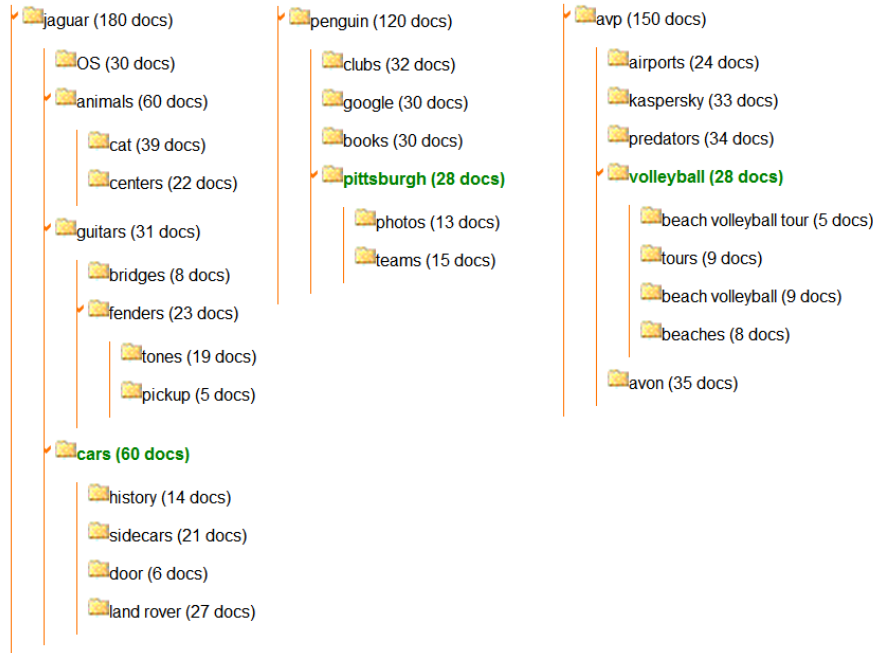 jaguar (180 docs)
OS (30 docs)
animals (60 docs)
cat (39 docs)
centers (22 docs)
guitars (31 docs)
bridges (8 docs)
fenders (23 docs)
tones (19 docs)
pickup (5 docs)
cars (60 docs)
history (14 docs)
sidecars (21 docs)
door (6 docs)
land rover (27 docs)
penguin (120 docs)
clubs (32 docs)
google (30 docs)
books (30 docs)
pittsburgh (28 docs)
photos (13 docs)
teams (15 docs)
avp (150 docs)
airports (24 docs)
kaspersky (33 docs)
predators (34 docs)
volleyball (28 docs)
beach volleyball tour (5 docs)
tours (9 docs)
beach volleyball (9 docs)
beaches (8 docs)
avon (35 docs)